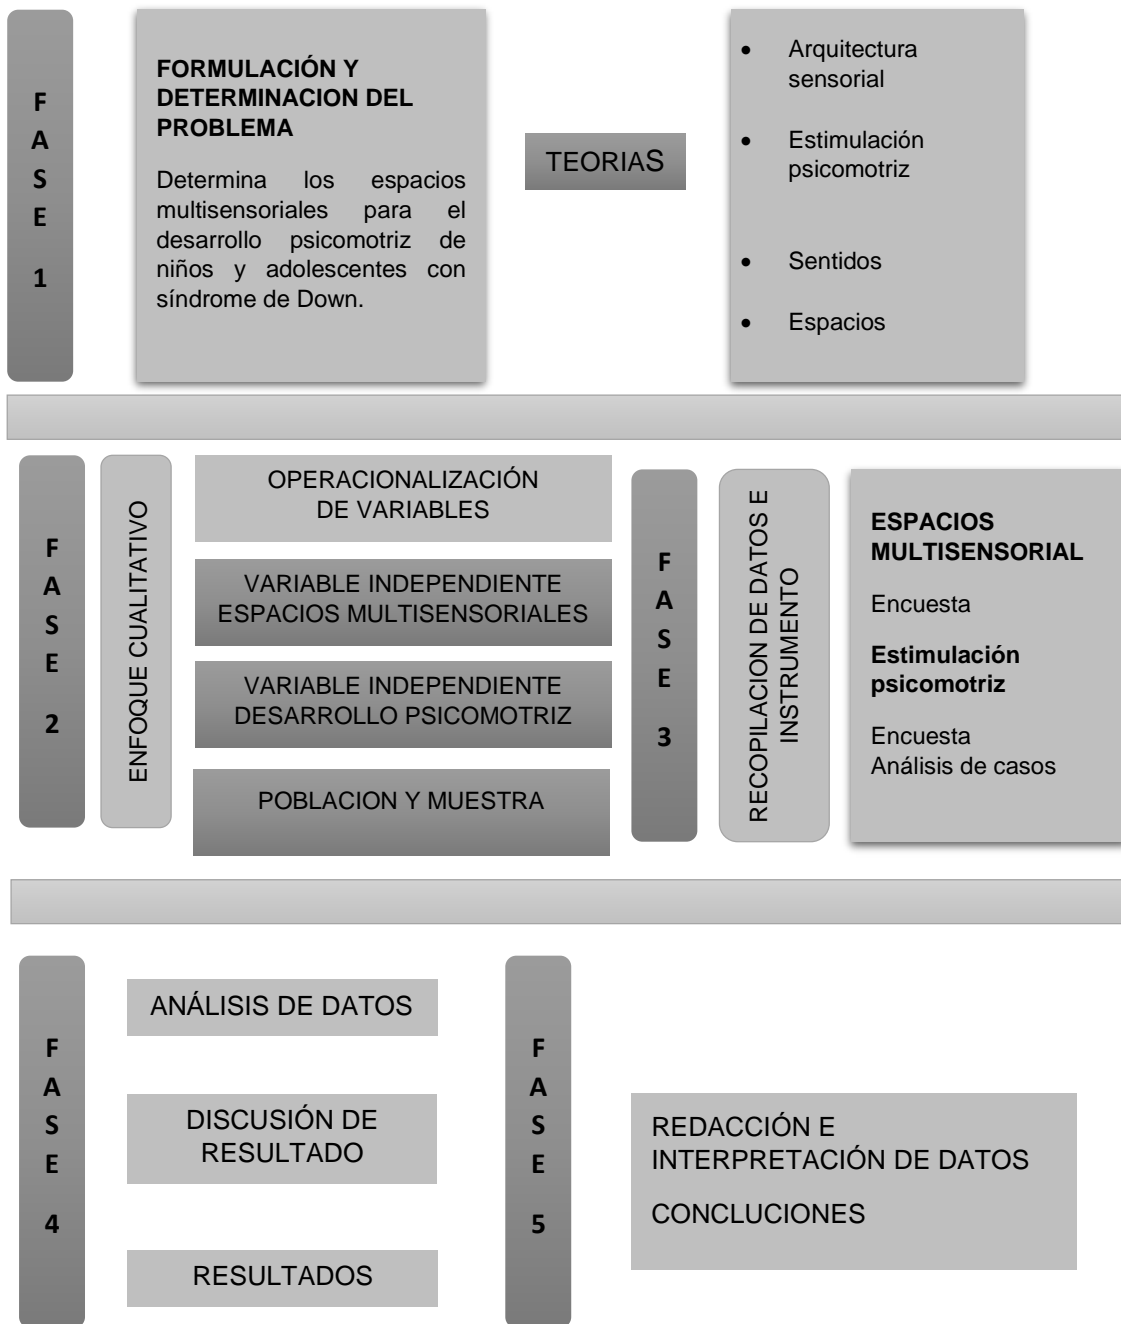 F
A
S
E
1
FORMULACIÓN Y
DETERMINACION DEL
PROBLEMA
Determina los espacios
multisensoriales para el
desarrollo psicomotriz de
niños y adolescentes con
síndrome de Down.
TEORIAS
• Arquitectura
sensorial
• Estimulación
psicomotriz
• Sentidos
• Espacios
F
A
S
E
2
ENFOQUE CUALITATIVO
OPERACIONALIZACIÓN
DE VARIABLES
VARIABLE INDEPENDIENTE
ESPACIOS MULTISENSORIALES
VARIABLE INDEPENDIENTE
DESARROLLO PSICOMOTRIZ
POBLACION Y MUESTRA
F
A
S
E
3
RECOPILACION DE DATOS E
INSTRUMENTO
ESPACIOS
MULTISENSORIAL
Encuesta
Estimulación
psicomotriz
Encuesta
Análisis de casos
F
A
S
E
4
ANÁLISIS DE DATOS
DISCUSIÓN DE
RESULTADO
RESULTADOS
F
A
S
E
5
REDACCIÓN E
INTERPRETACIÓN DE DATOS
CONCLUCIONES